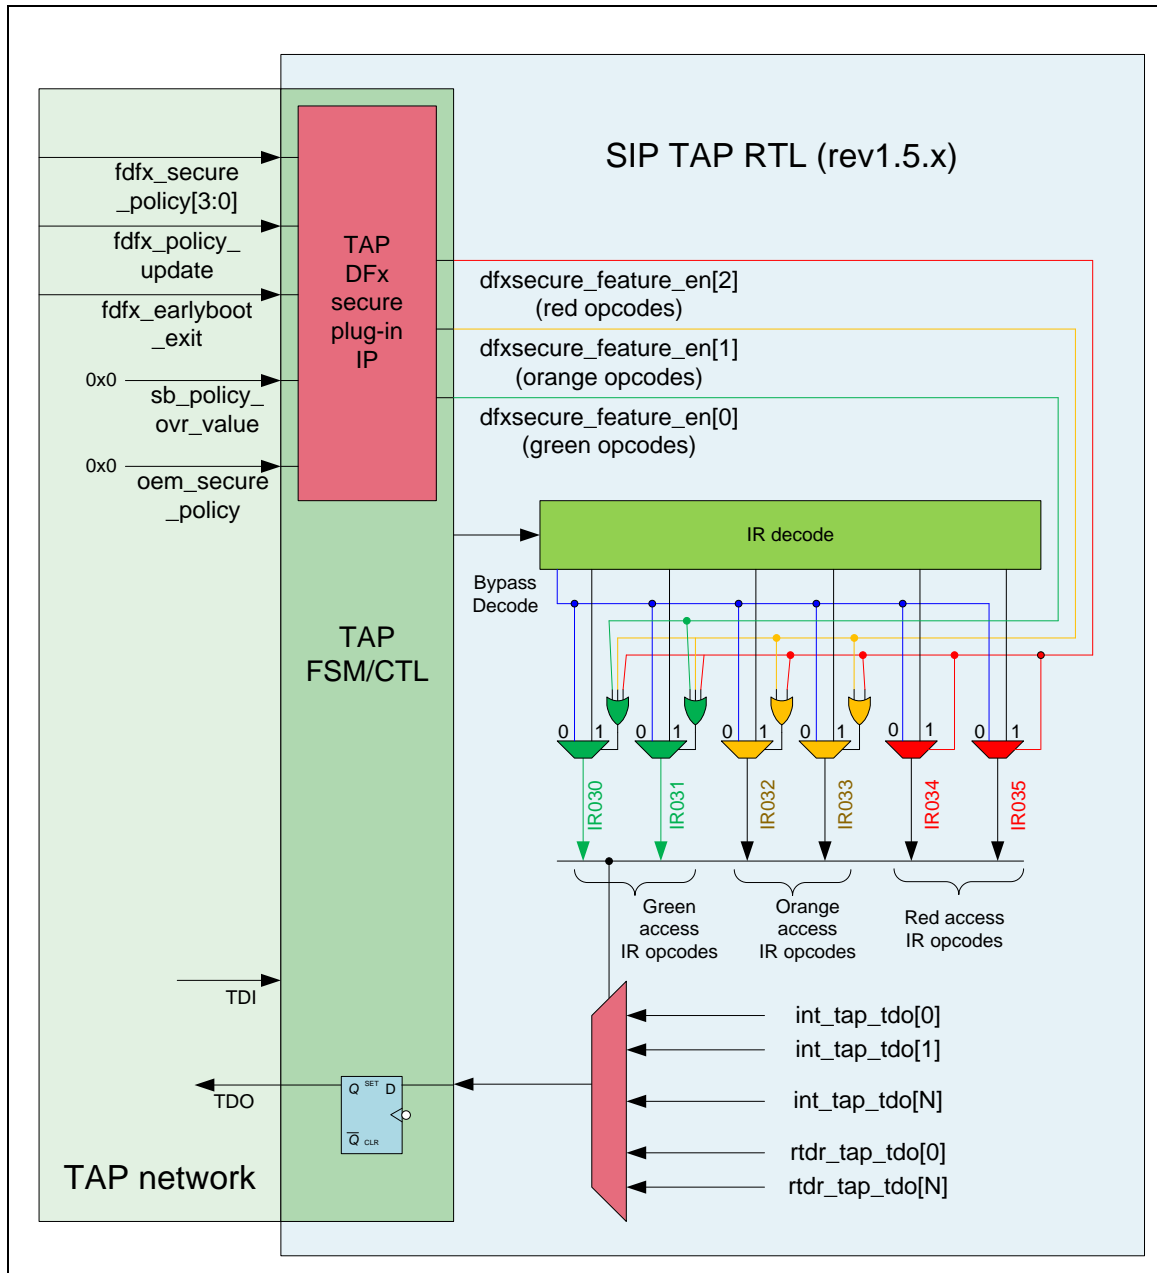 SIP TAP RTL (rev1.5.x)
fdfx_secure
_policy[3:0]
fdfx_policy_
update
fdfx_earlyboot
_exit
0x0
sb_policy_
ovr_value
0x0
oem_secure
_policy
TAP
DFx
secure
plug-in
IP
dfxsecure_feature_en[2]
(red opcodes)
dfxsecure_feature_en[1]
(orange opcodes)
dfxsecure_feature_en[0]
(green opcodes)
IR decode
Bypass
Decode
TAP
FSM/CTL
0 1 0 1 0 1 0 1 0 1 0 1
IR030
IR031
IR032
IR033
IR034
IR035
Green
access
IR opcodes
Orange
access
IR opcodes
Red access
IR opcodes
TDI
int_tap_tdo[0]
int_tap_tdo[1]
int_tap_tdo[N]
rtdr_tap_tdo[0]
rtdr_tap_tdo[N]
TDO
Q SET D
Q CLR
TAP network